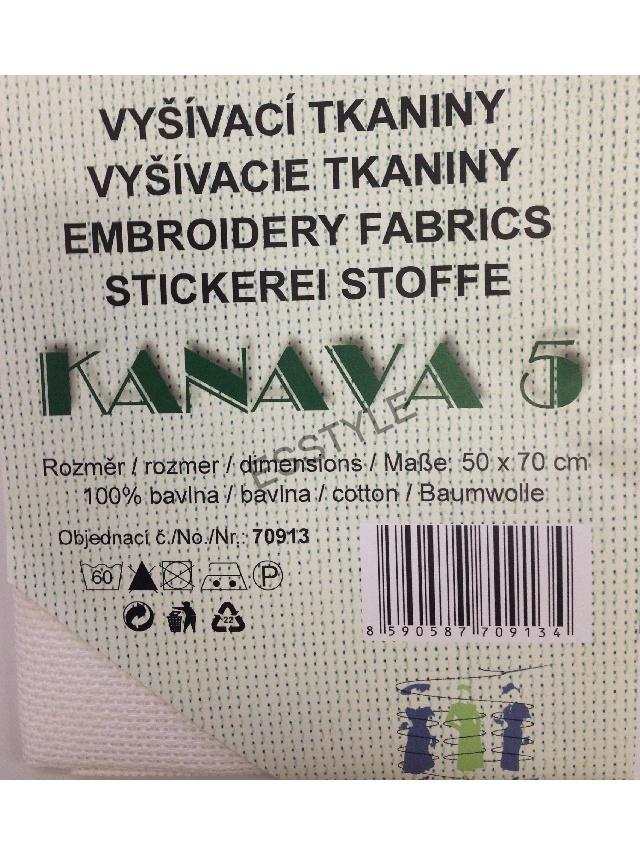 VYŠÍVACÍ TKANINY
VYŠÍVACIE TKANINY
EMBROIDERY FABRICS
STICKEREI STOFFE
KANAVA 5
ESSTYLE
Rozměr / rozmer / dimensions / Maße: 50 x 70 cm
100% bavlna / bavlna / cotton / Baumwolle
Objednací č./No./Nr.: 70913
60 P
22
8 590587 709134